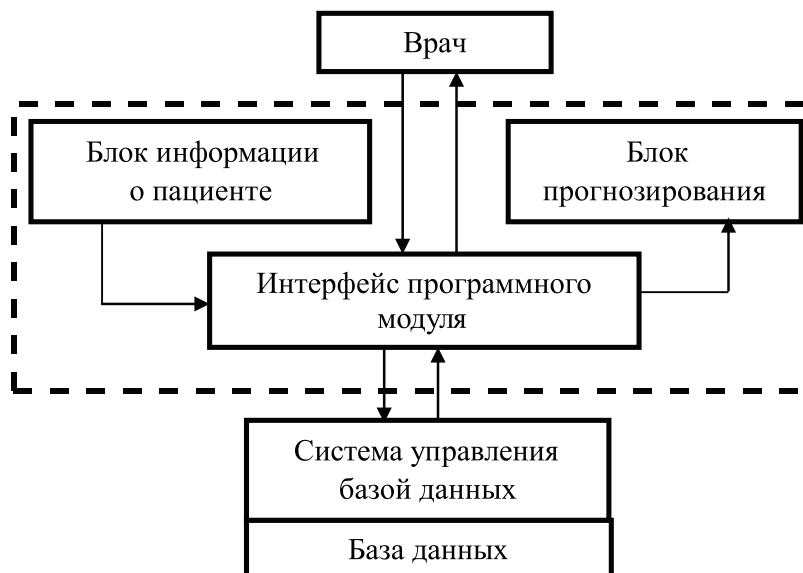 Врач
Блок информации
о пациенте
Блок
прогнозирования
Интерфейс программного
модуля
Система управления
базой данных
База данных